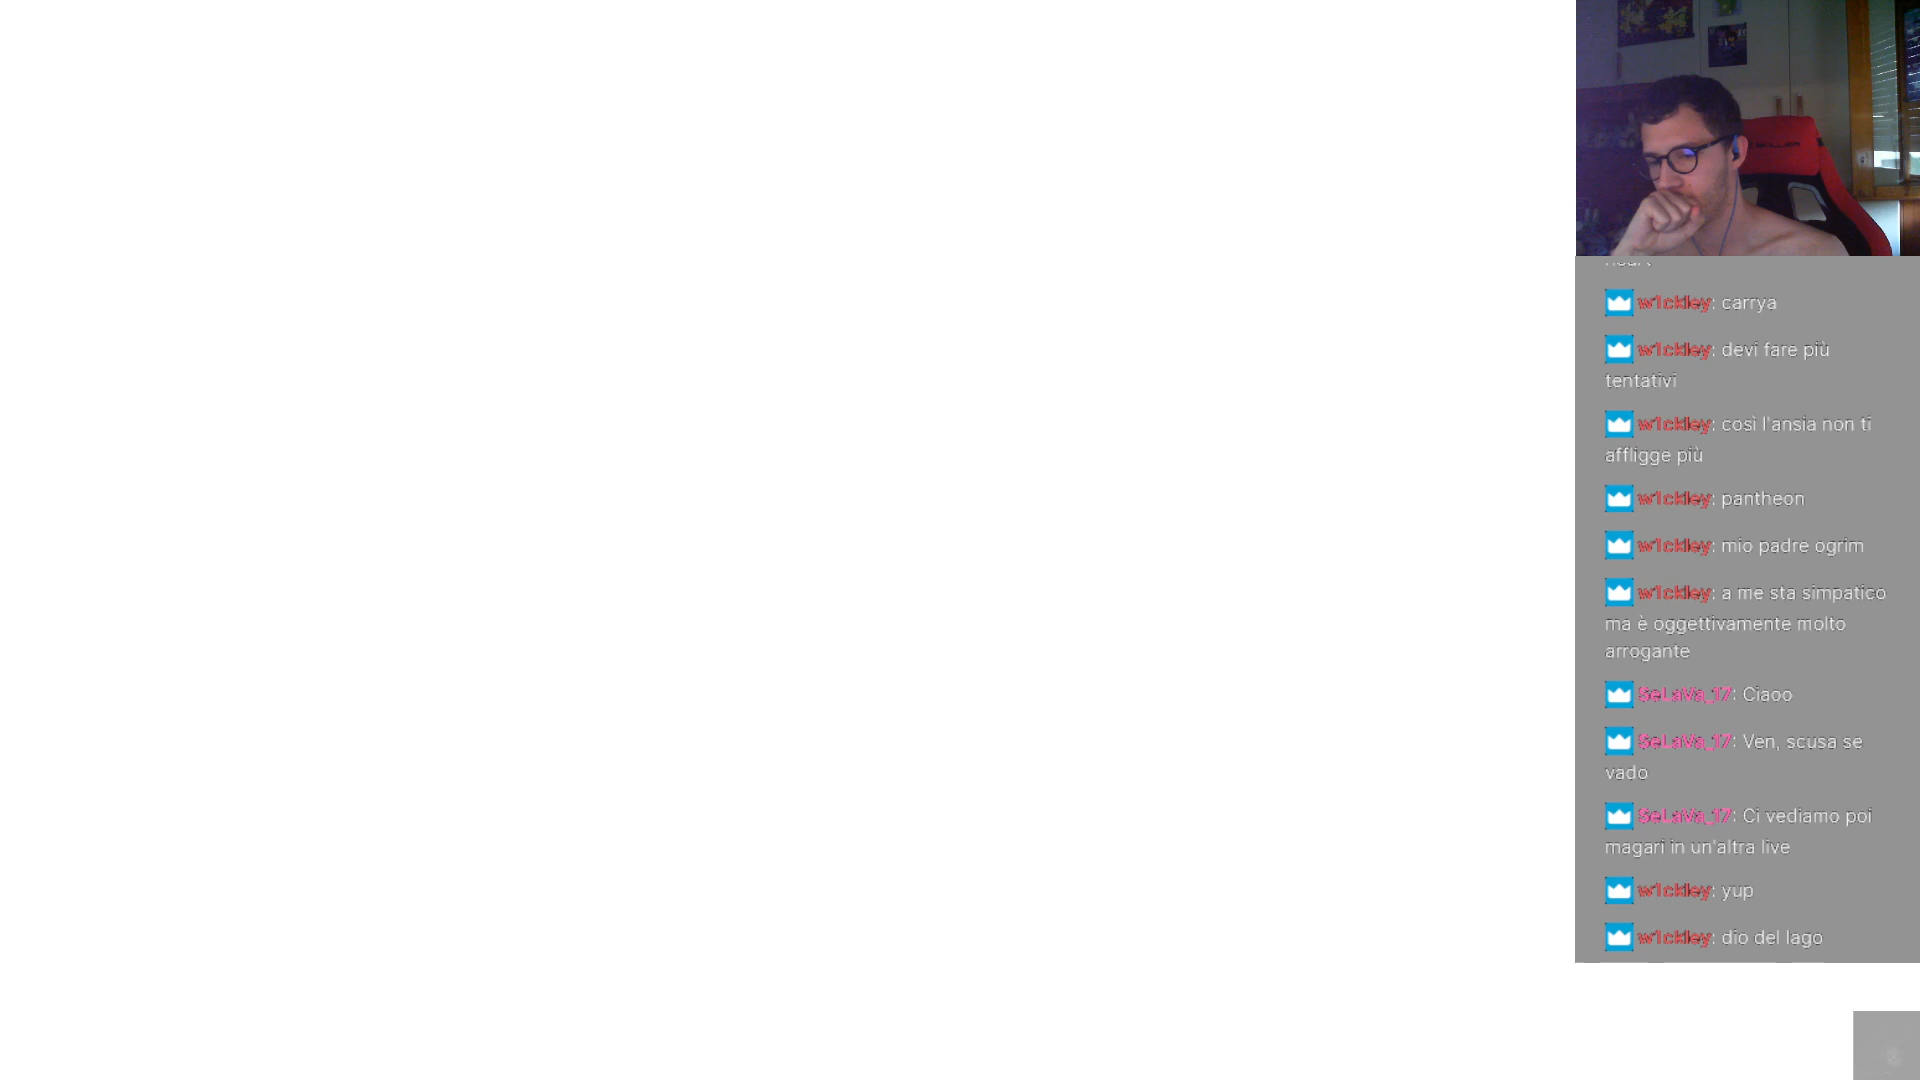 w1ckley: carrya
w1ckley: devi fare più
tentativi
w1ckley: così l'ansia non ti
affligge più
w1ckley: pantheon
w1ckley: mio padre ogrim
w1ckley: a me sta simpatico
ma è oggettivamente molto
arrogante
SeLaVa_17: Ciaoo
SeLaVa_17: Ven, scusa se
vado
SeLaVa_17: Ci vediamo poi
magari in un'altra live
w1ckley: yup
w1ckley: dio del lago